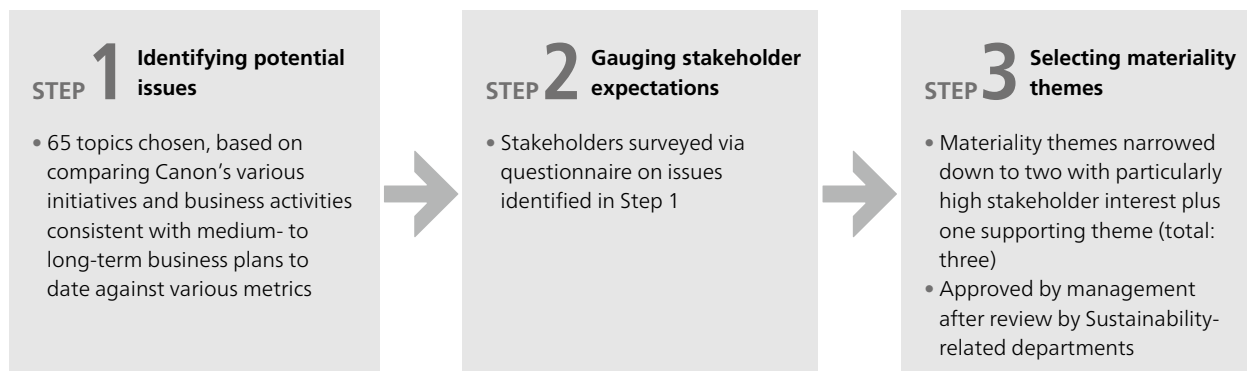 STEP 1 Identifying potential
issues
• 65 topics chosen, based on
comparing Canon’s various
initiatives and business activities
consistent with medium- to
long-term business plans to
date against various metrics
STEP 2 Gauging stakeholder
expectations
• Stakeholders surveyed via
questionnaire on issues
identified in Step 1
STEP 3 Selecting materiality
themes
• Materiality themes narrowed
down to two with particularly
high stakeholder interest plus
one supporting theme (total:
three)
• Approved by management
after review by Sustainability-
related departments